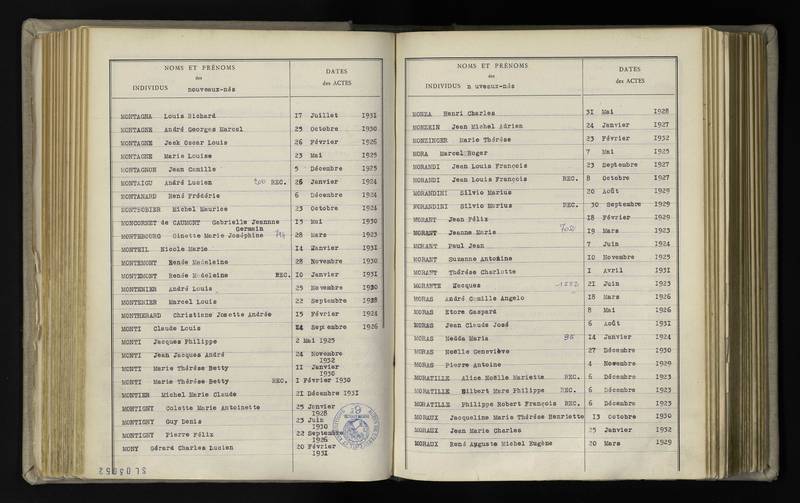 NOMS ET PRÉNOMS
des
INDIVIDUS nouveaux-nés
DATES
des ACTES
MONTAGNA Louis Richard 17 Juillet 1931
MONTAGNE André Georges Marcel 25 Octobre 1930
MONTAGNE Jack Oscar Louis 26 Février 1926
MONTAGNE Marie Louise 23 Mai 1925
MONTAGNON Jean Camille 5 Décembre 1925
MONTAIGU André Lucien REC. 26 Janvier 1924
MONTANARD René Frédéric 6 Décembre 1924
MONTSOBIER Michel Maurice 23 Octobre 1924
MONCORNET de CAUMONT Gabrielle Jeannne 15 Mai 1930
Germain
MONTEBOURG Ginette Marie Joséphine 28 Mars 1923
MONTEIL Nicole Marie 14 Janvier 1931
MONTEMONT Renée Madeleine 28 Novembre 1930
MONTEMONT Renée Madeleine REC. 10 Janvier 1931
MONTENIER André Louis 25 Novembre 1930
MONTENIER Marcel Louis 22 Septembre 1928
MONTHERARD Christiane Josette Andrée 15 Février 1924
MONTI Claude Louis 24 Septembre 1926
MONTI Jacques Philippe 2 Mai 1925
MONTI Jean Jacques André 24 Novembre
1932
MONTI Marie Thérèse Betty 11 Janvier
1930
MONTI Marie Thérèse Betty REC. 1 Février 1930
MONTIER Michel Marie Claude 21 Décembre 1931
MONTIGNY Colette Marie Antoinette 25 Janvier
1928
MONTIGNY Guy Denis 23 Juin
1930
MONTIGNY Pierre Félix 22 Septembre
1926
MONY Gérard Charles Lucien 20 Février
1931
NOMS ET PRÉNOMS
des
INDIVIDUS n uveaux-nés
DATES
des ACTES
MONZA Henri Charles 31 Mai 1928
MONZEIN Jean Michel Adrien 24 Janvier 1927
MONZINGER Marie Thérèse 23 Février 1932
MORA Marcel Roger 7 Mai 1925
MORANDI Jean Louis François 23 Septembre 1927
MORANDI Jean Louis François REC. 8 Octobre 1927
MORANDINI Silvio Marius 20 Août 1929
MORANDINI Silvio Marius REC. 30 Septembre 1929
MORANT Jean Félix 18 Février 1929
MORANT Jeanne Marie 702 19 Mars 1923
MORANT Paul Jean 7 Juin 1924
MORANT Suzanne Antoine 10 Novembre 1923
MORANT Thérèse Charlotte 1 Avril 1931
MORANTE Jacques 21 Juin 1923
MORAS André Camille Angelo 18 Mars 1926
MORAS Etore Gaspard 8 Mai 1926
MORAS Jean Claude José 6 Août 1931
MORAS Nedda Maria 96 14 Janvier 1924
MORAS Noëlle Geneviève 27 Décembre 1930
MORAS Pierre Antoine 4 Novembre 1929
MORATILLE Alice Noëlle Mariette REC. 6 Décembre 1923
MORATILLE Gilbert Marc Philippe REC. 6 Décembre 1923
MORATILLE Philippe Robert François REC. 6 Décembre 1923
MORAUX Jacqueline Marie Thérèse Henriette 13 Octobre 1930
MORAUX Jean Marie Charles 25 Janvier 1932
MORAUX René Auguste Michel Eugène 20 Mars 1929